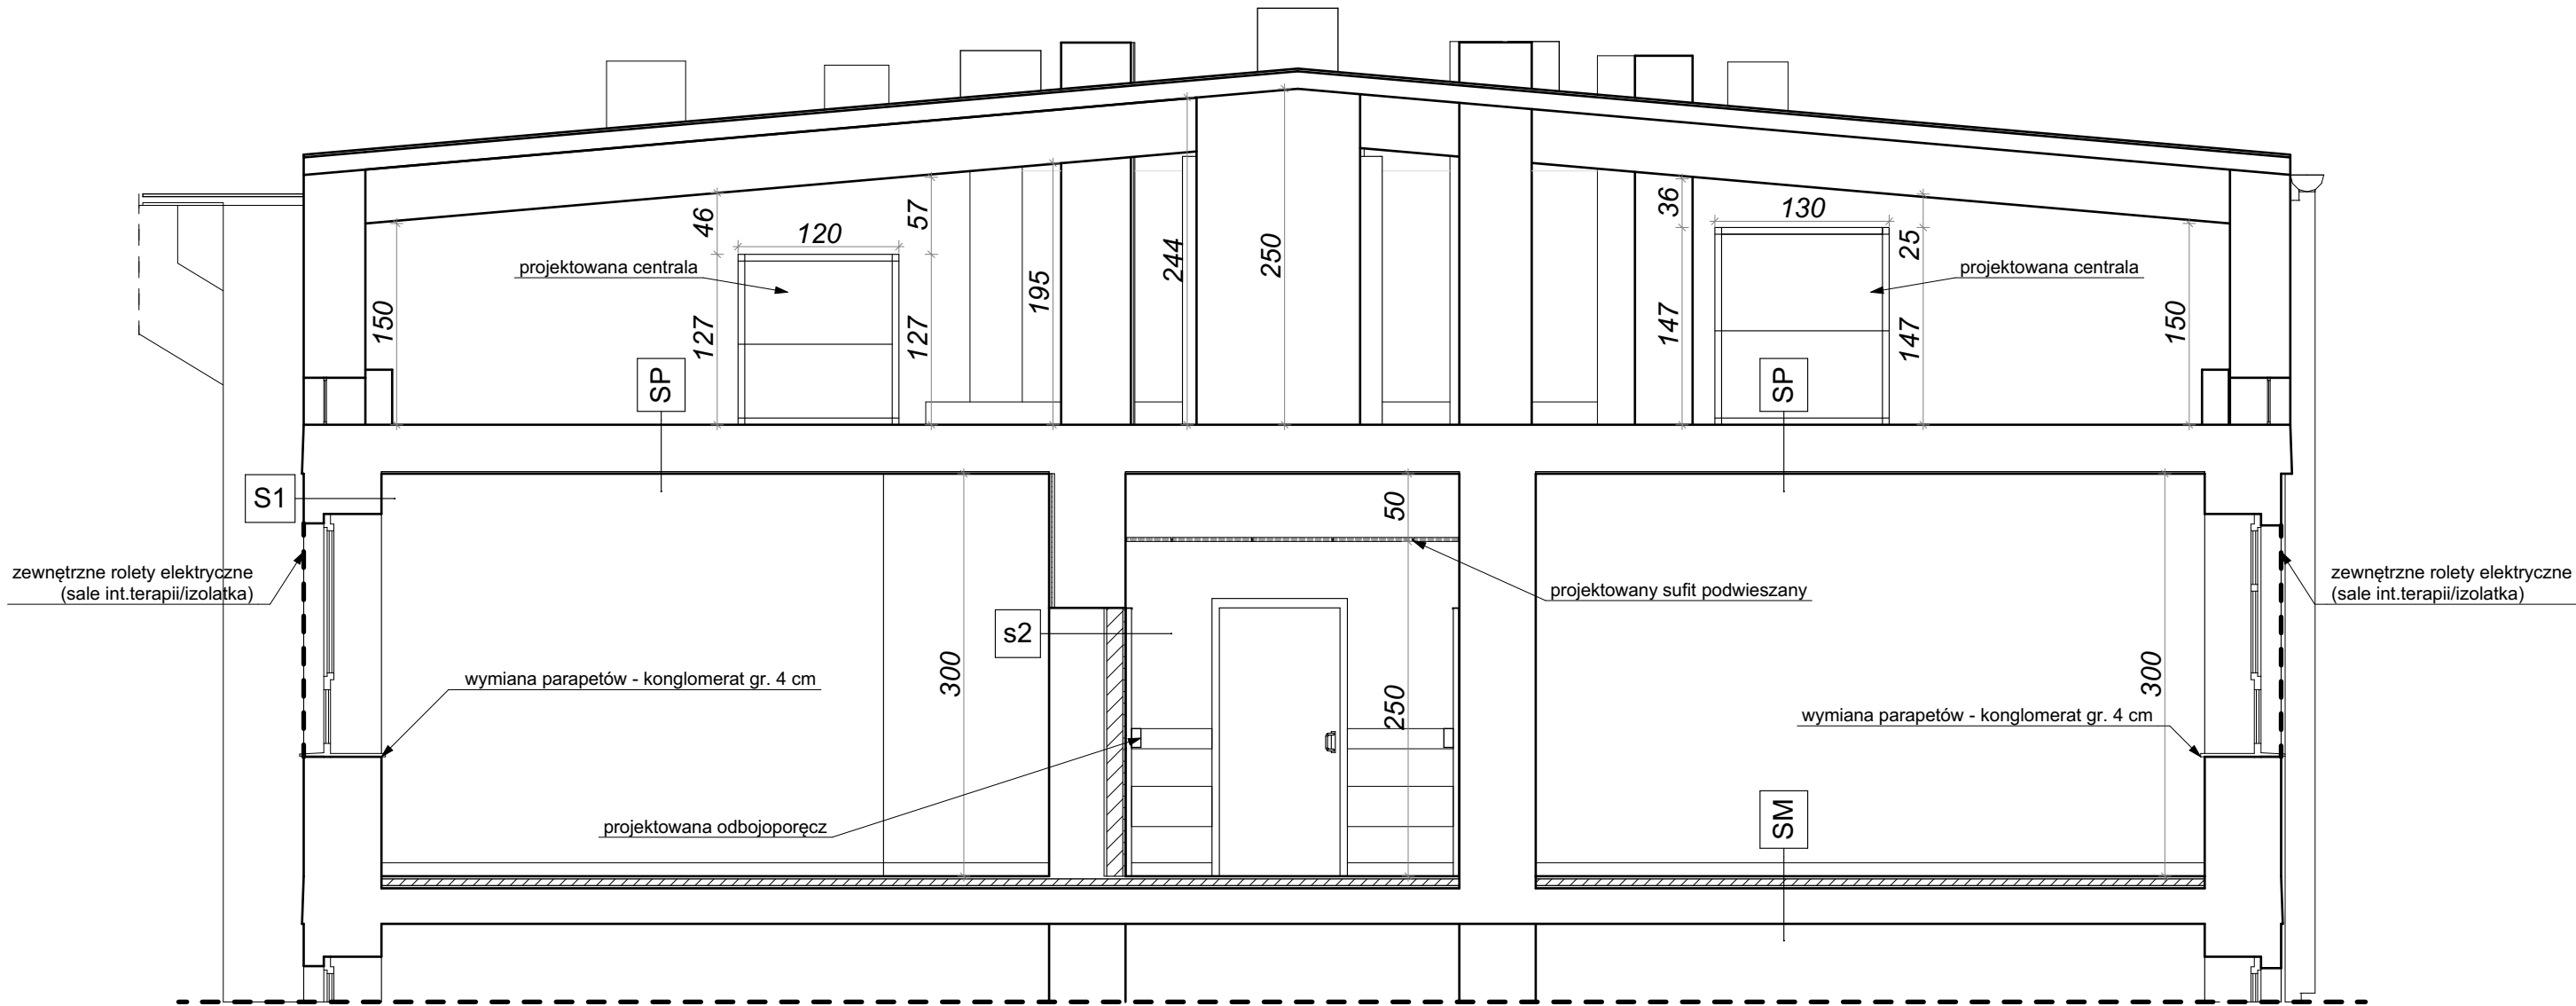 46
57
120
projektowana centrala
150
127
127
195
244
250
36
130
25
projektowana centrala
147
147
150
SP
SP
S1
50
zewnętrzne rolety elektryczne
(sale int.terapii/izolatka)
projektowany sufit podwieszany
zewnętrzne rolety elektryczne
(sale int.terapii/izolatka)
s2
300
wymiana parapetów - konglomerat gr. 4 cm
250
300
wymiana parapetów - konglomerat gr. 4 cm
projektowana odbojoporęcz
SM